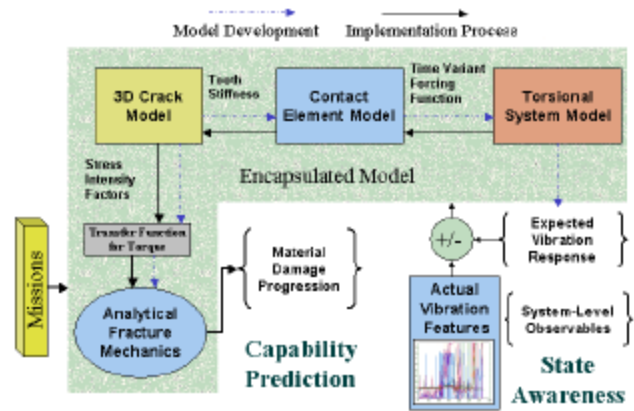 Model Development
Implementation Process
3D Crack
Model
Tooth
Stiffness
Contact
Element Model
Time Variant
Forcing
Function
Torsional
System Model
Stress
Intensity
Factors
Encapsulated Model
Transfer Function
for Torque
Missions
Analytical
Fracture
Mechanics
Material
Damage
Progression
Capability
Prediction
+/-
Expected
Vibration
Response
Actual
Vibration
Features
System-Level
Observables
State
Awareness